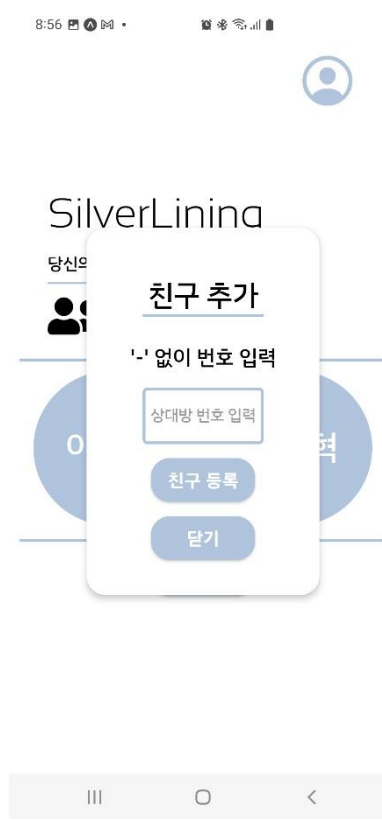 8:56
SilverLining
당신의
친구 추가
'-' 없이 번호 입력
상대방 번호 입력
친구 등록
닫기